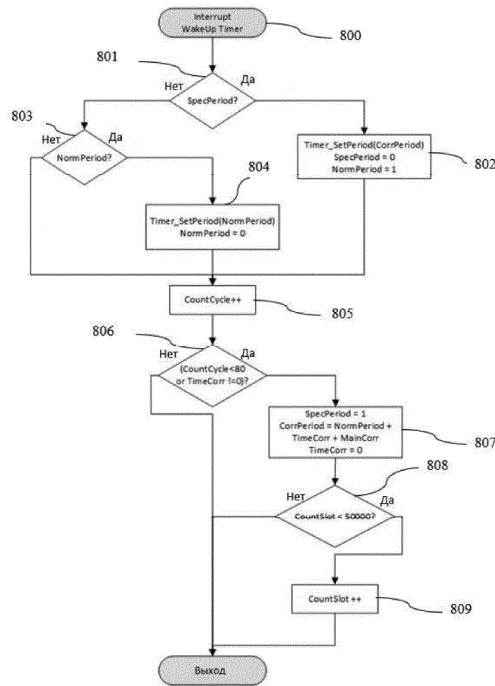 Interrupt
WakeUp Timer
800
801
Нет
Да
SpecPeriod?
803
Нет
Да
NormPeriod?
Timer_SetPeriod(CorrPeriod)
SpecPeriod = 0
NormPeriod = 1
802
804
Timer_SetPeriod(NormPeriod)
NormPeriod = 0
CountCycle++
805
806
Нет
Да
(CountCycle<80
or TimeCorr !=0)?
SpecPeriod = 1
CorrPeriod = NormPeriod +
TimeCorr + MainCorr
TimeCorr = 0
807
808
Нет
Да
CountSlot < 50000?
CountSlot ++
809
Выход